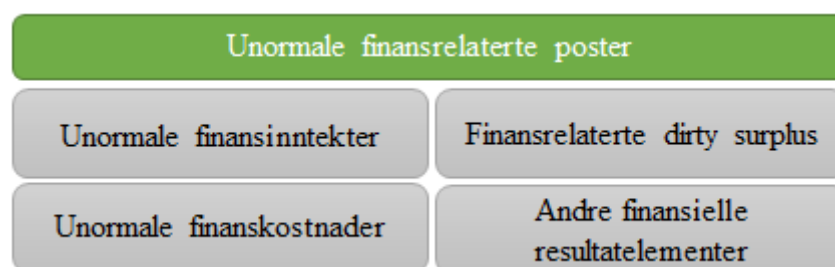 Unormale finansrelaterte poster
Unormale finansinntekter
Finansrelaterte dirty surplus
Unormale finanskostnader
Andre finansielle
resultatelementer